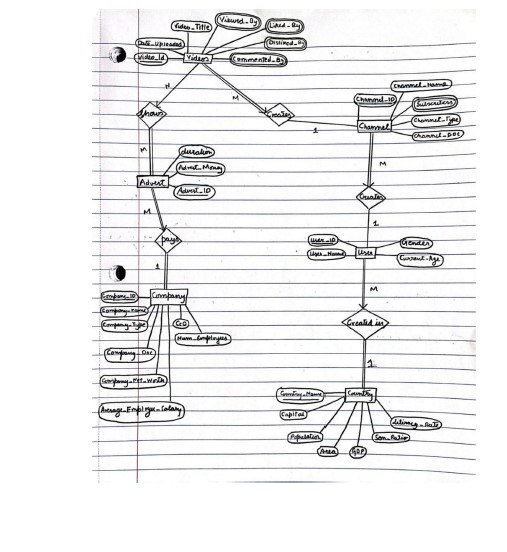 Viewed_By
Video_Title
Liked_By
Date_Uploaded
Disliked_By
Video_Id
Videos
Commented_By
N
M
Shows
Creates
1
Channel_Name
Channel_ID
Subscribers
Channel
Channel_Type
Channel_DOC
M
duration
Advert_Money
Advert
Advert_ID
M
Creates
M
1
Pays
User_ID
Gender
User_Name
User
Current_Age
1
M
Company_ID
Company
Company_Name
Company_Type
CEO
Num_Employees
Created in
Company_DOC
1
Company_Net_Worth
Average_Employee_Salary
Country_Name
Country
Capital
Literacy_Rate
Population
Sex_Ratio
Area
GDP